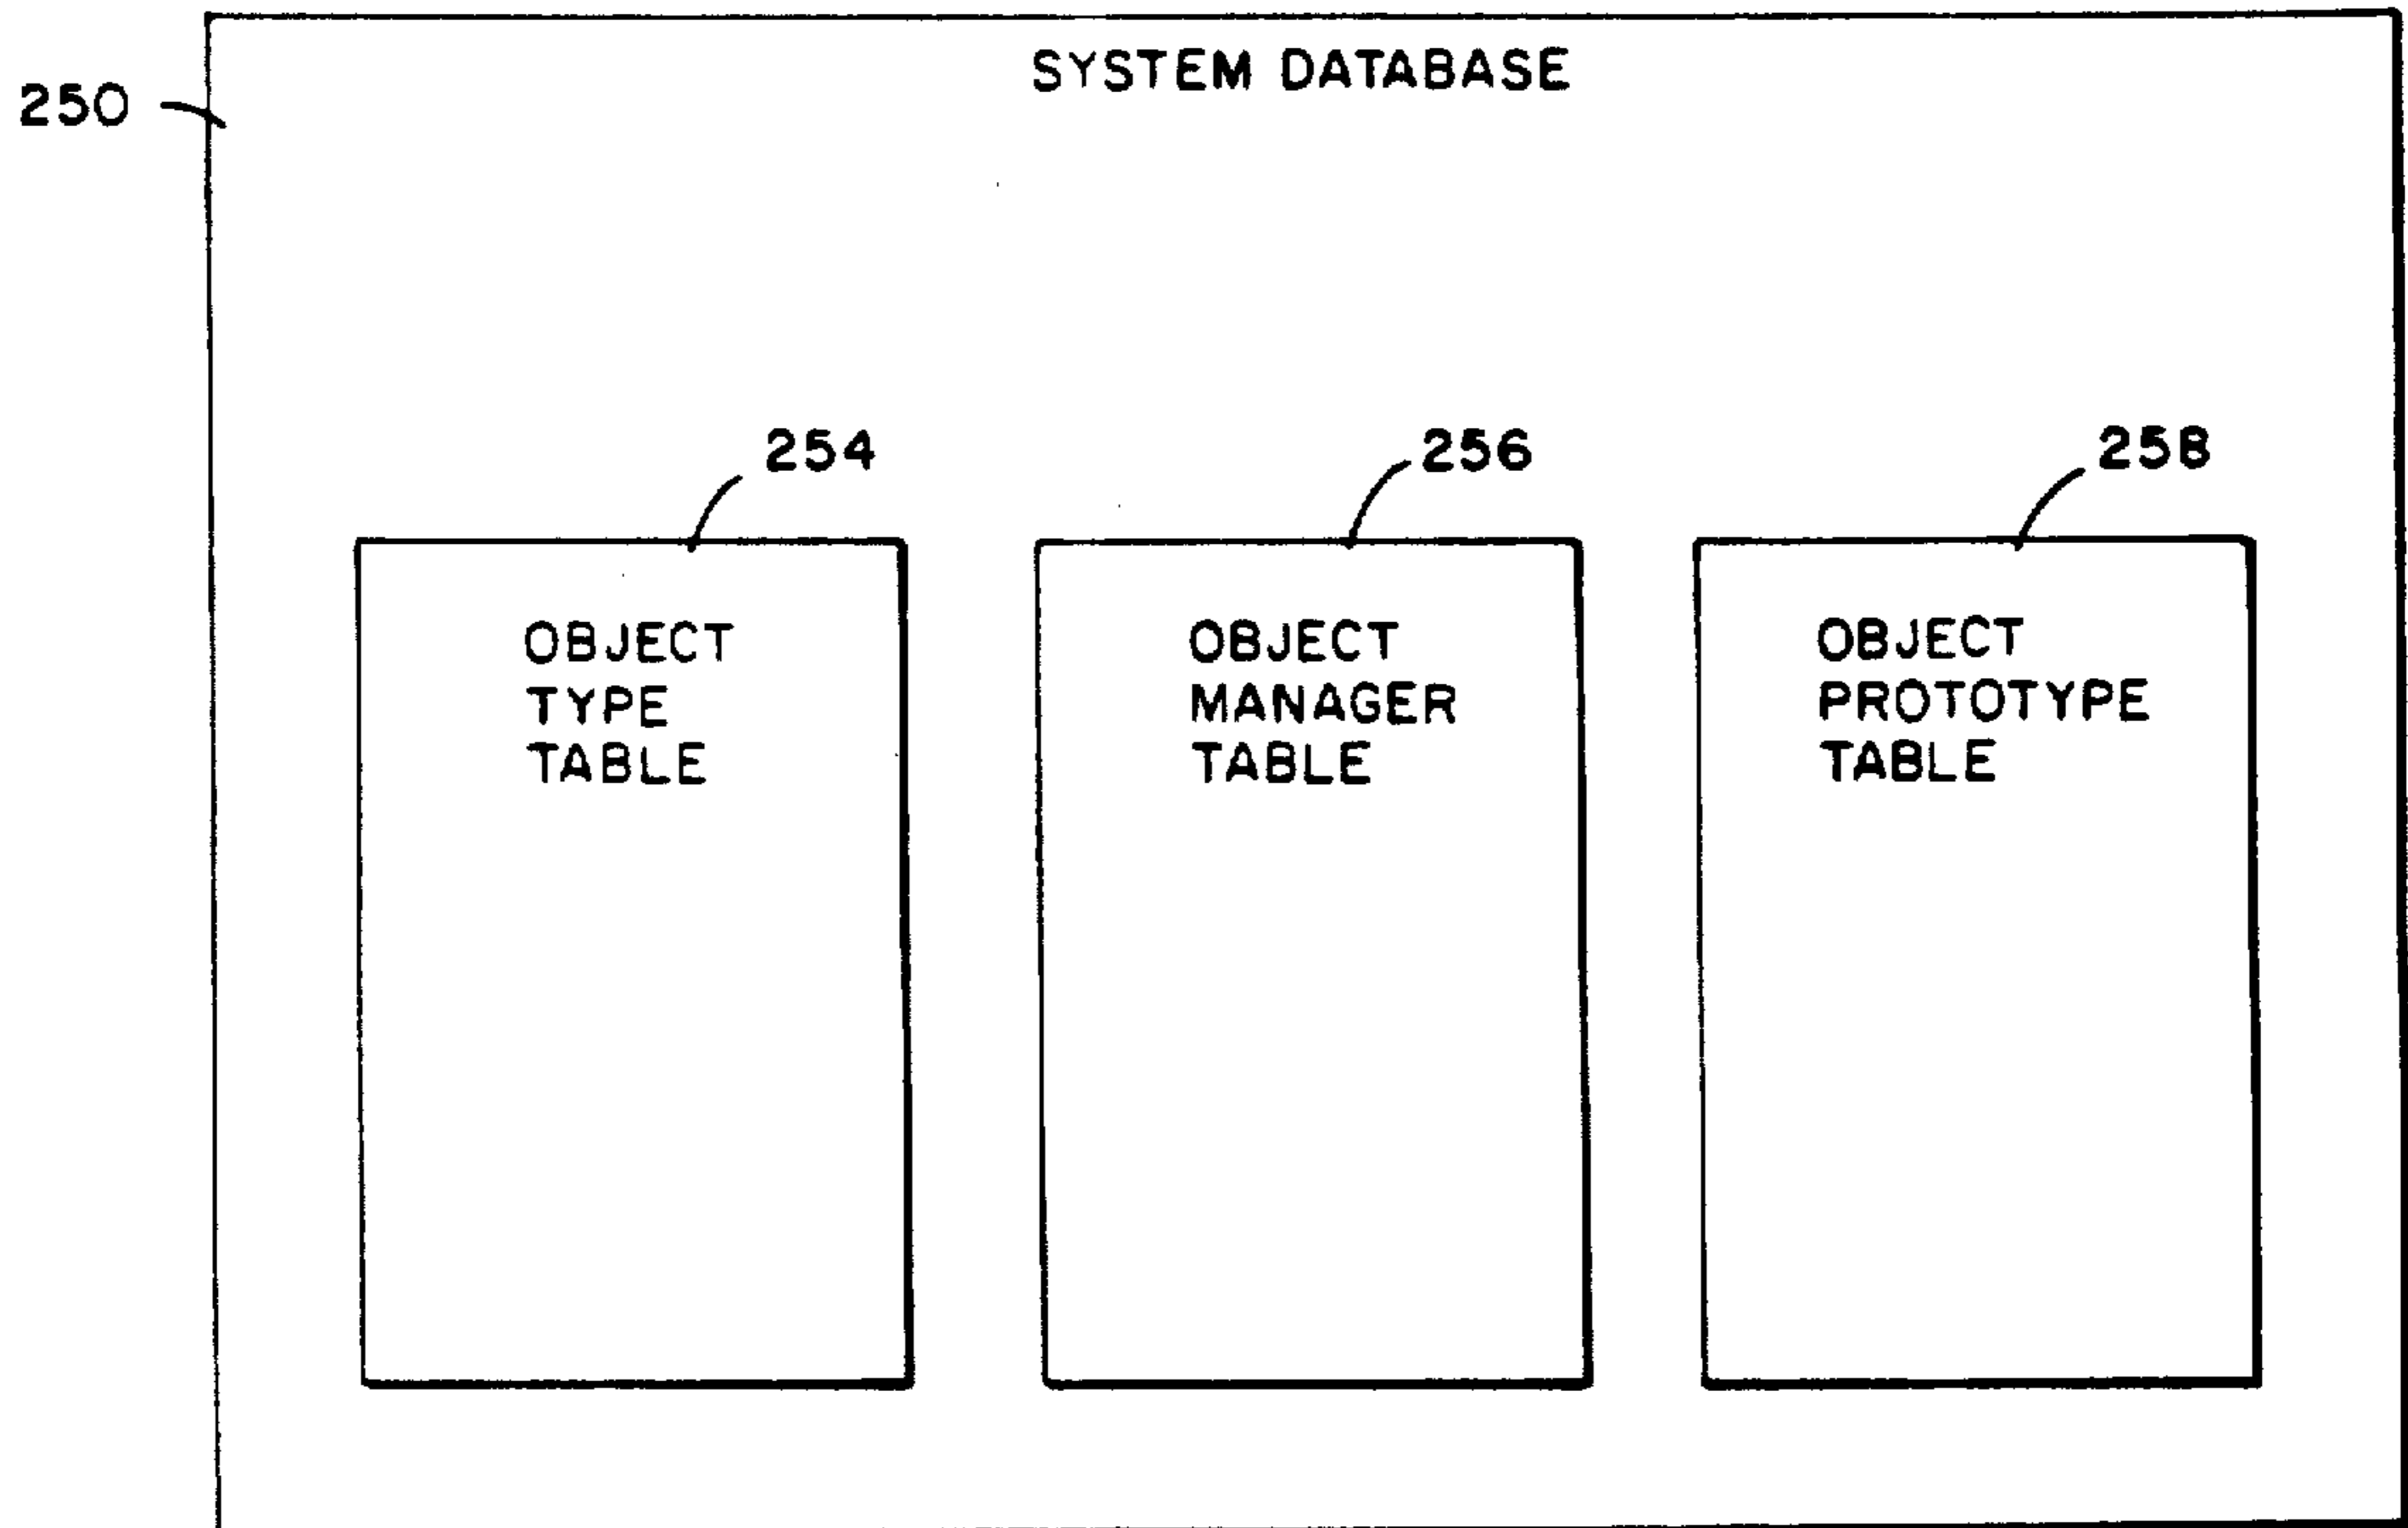 SYSTEM DATABASE
250
254
256
258
OBJECT
TYPE
TABLE
OBJECT
MANAGER
TABLE
OBJECT
PROTOTYPE
TABLE